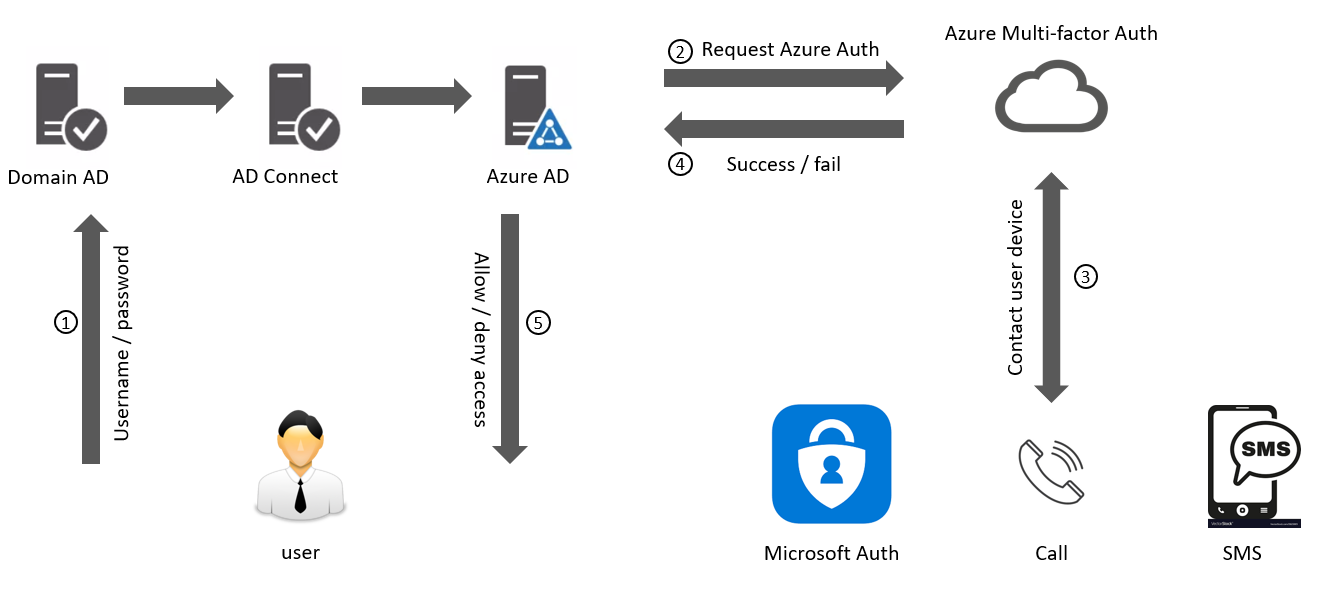 Azure Multi-factor Auth
② Request Azure Auth
④ Success / fail
Domain AD
AD Connect
Azure AD
① Username / password
Allow / deny access ⑤
Contact user device ③
SMS
user
Microsoft Auth
Call
SMS